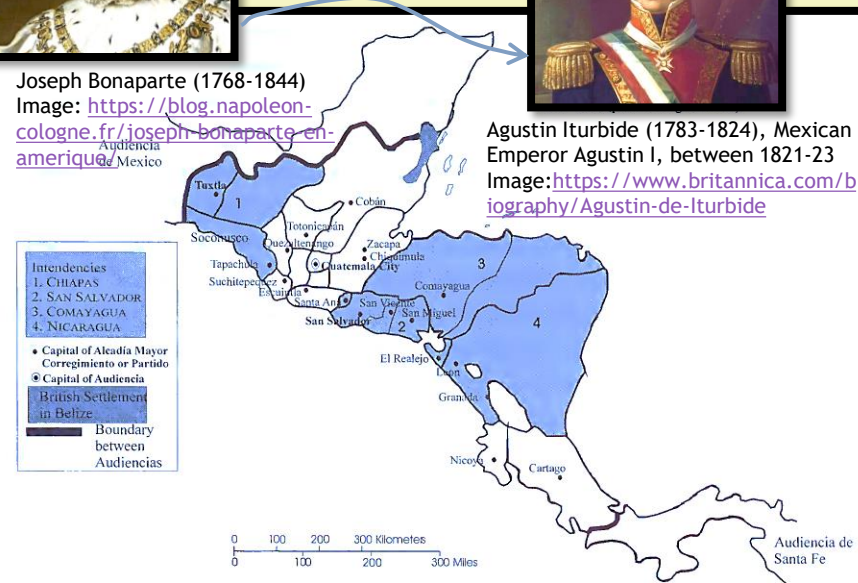 Joseph Bonaparte (1768-1844)
Image: https://blog.napoleon-
cologne.fr/joseph-bonaparte-en-
amerique/
Agustin Iturbide (1783-1824), Mexican
Emperor Agustin I, between 1821-23
Image:https://www.britannica.com/b
iography/Agustin-de-Iturbide
Audiencia
de Mexico
Tuxtla
1
Cobán
Soconusco
Totonicapán
Quezaltenango
Zacapa
Chiquimula
Tapachula
Guatemala City
Suchitepequez
Escuintla
3
Comayagua
Santa Ana
San Vicente
San Miguel
San Salvador
2
4
El Realejo
León
Granada
Nicoya
Cartago
Audiencia de
Santa Fe
Intendencies
1. CHIAPAS
2. SAN SALVADOR
3. COMAYAGUA
4. NICARAGUA
Capital of Alcadía Mayor
Corregimiento or Partido
Capital of Audiencia
British Settlement
in Belize
Boundary
between
Audiencias
0 100 200 300 Kilometes
0 100 200 300 Miles